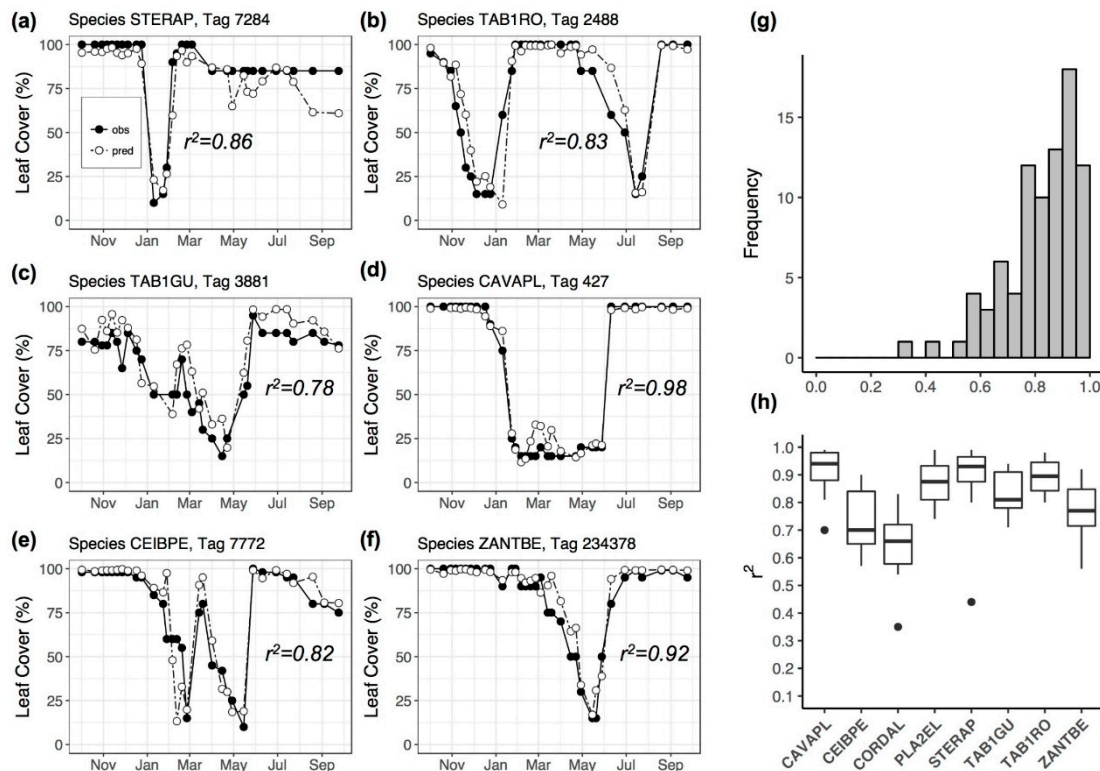 (a) Species STERAP, Tag 7284
Leaf Cover (%)
100
75
50
25
0
obs
pred
r²=0.86
Nov Jan Mar May Jul Sep
(b) Species TAB1RO, Tag 2488
Leaf Cover (%)
100
75
50
25
0
r²=0.83
Nov Jan Mar May Jul Sep
(c) Species TAB1GU, Tag 3881
Leaf Cover (%)
100
75
50
25
0
r²=0.78
Nov Jan Mar May Jul Sep
(d) Species CAVAPL, Tag 427
Leaf Cover (%)
100
75
50
25
0
r²=0.98
Nov Jan Mar May Jul Sep
(e) Species CEIBPE, Tag 7772
Leaf Cover (%)
100
75
50
25
0
r²=0.82
Nov Jan Mar May Jul Sep
(f) Species ZANTBE, Tag 234378
Leaf Cover (%)
100
75
50
25
0
r²=0.92
Nov Jan Mar May Jul Sep
(g)
Frequency
15
10
5
0
0.0 0.2 0.4 0.6 0.8 1.0
(h)
r²
1.0
0.9
0.8
0.7
0.6
0.5
0.4
0.3
0.2
0.1
CAVAPL
CEIBPE
CORDAL
PLA2EL
STERAP
TAB1GU
TAB1RO
ZANTBE